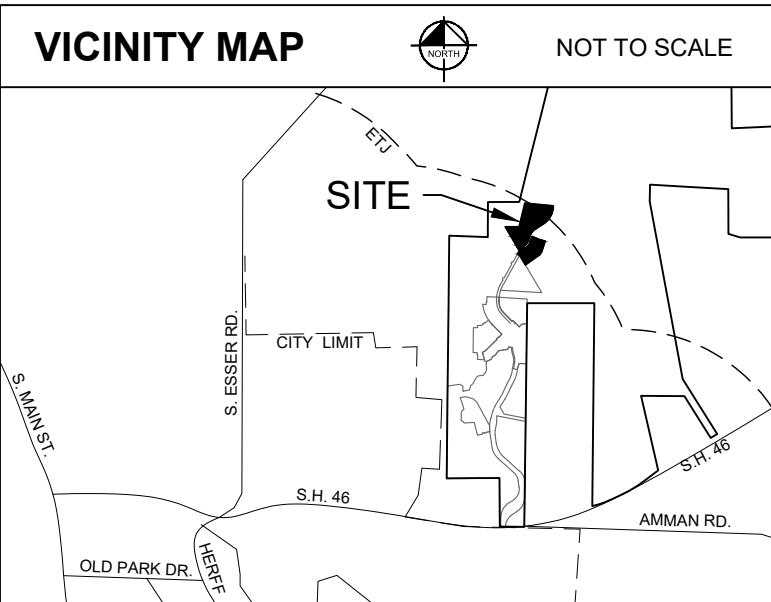 VICINITY MAP
NORTH
NOT TO SCALE
ETJ
SITE
S. ESSER RD.
CITY LIMIT
S. MAIN ST.
S.H. 46
S.H. 46
AMMAN RD.
OLD PARK DR.
HERFF